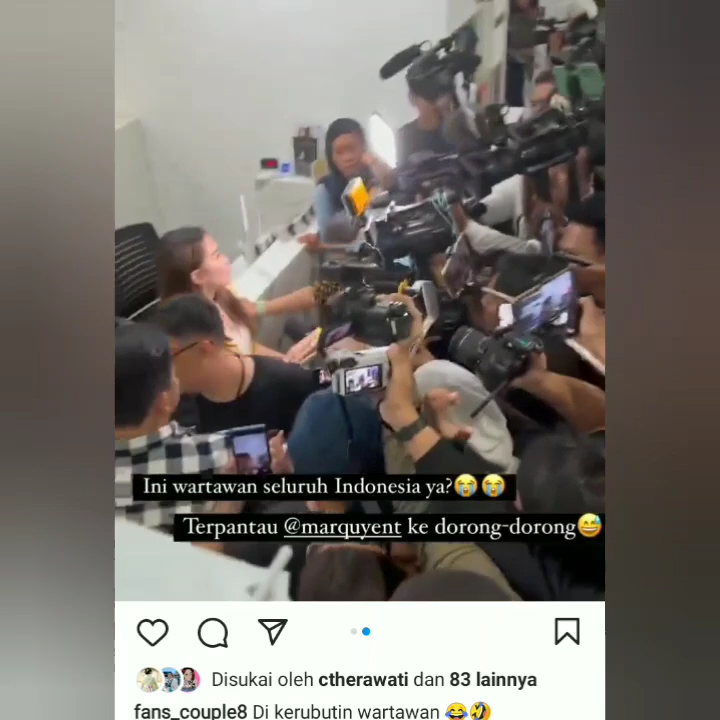 Ini wartawan seluruh Indonesia ya?😭😭
Terpantau @marquyent ke dorong-dorong😅
Disukai oleh ctherawati dan 83 lainnya
fans_couple8 Di kerubutin wartawan 😂🤣